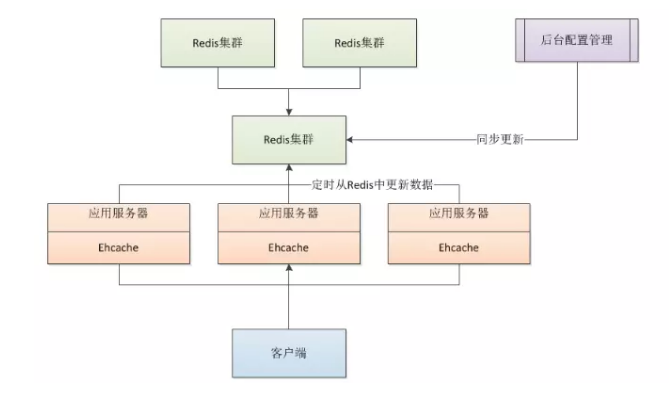 Redis集群
Redis集群
后台配置管理
Redis集群
同步更新
定时从Redis中更新数据
应用服务器
应用服务器
应用服务器
Ehcache
Ehcache
Ehcache
客户端